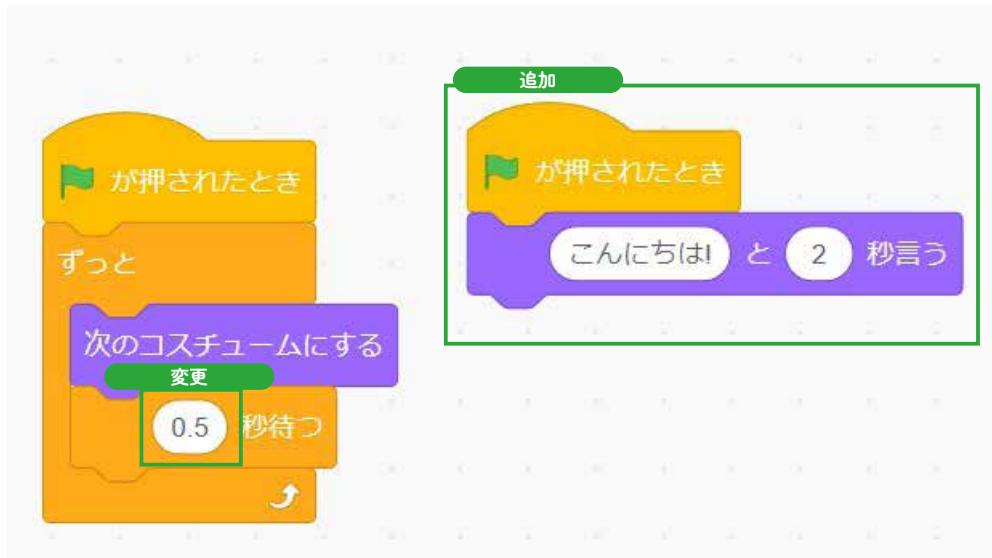 が押されたとき
ずっと
次のコスチュームにする
変更
0.5 秒待つ
追加
が押されたとき
こんにちは! と 2 秒言う